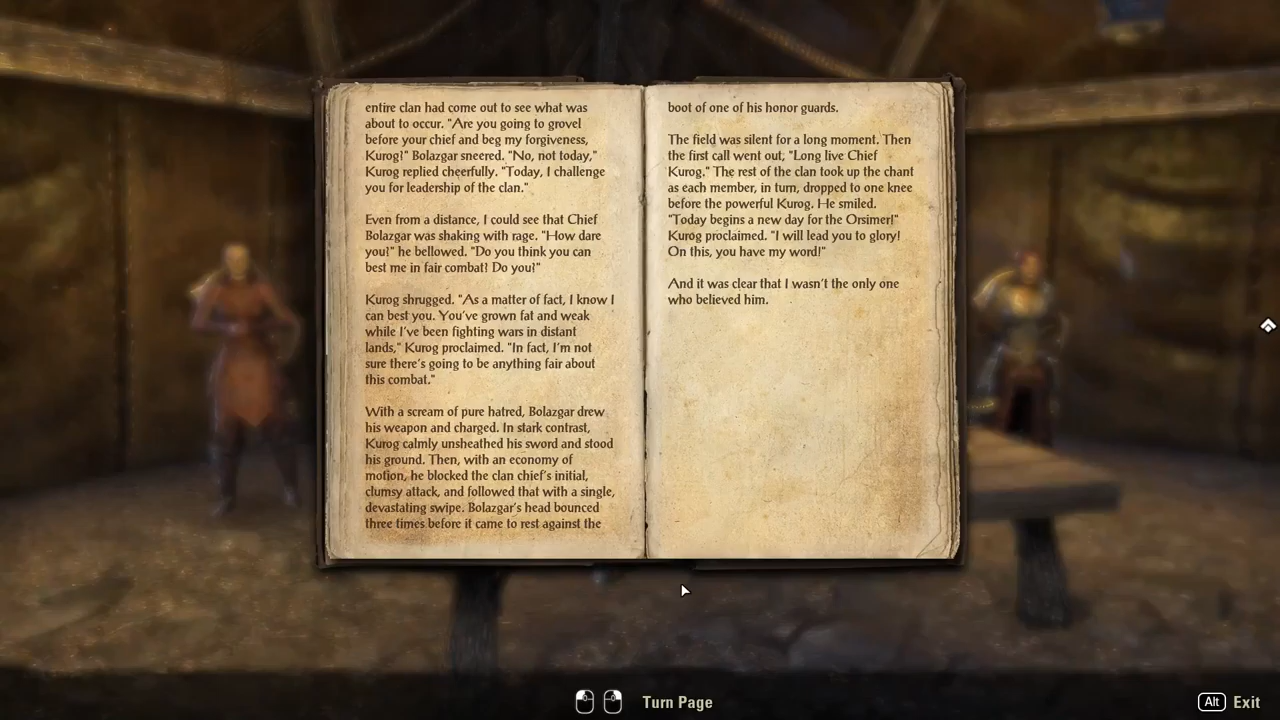 entire clan had come out to see what was
about to occur. "Are you going to grovel
before your chief and beg my forgiveness,
Kurog?" Bolazgar sneered. "No, not today,"
Kurog replied cheerfully. "Today, I challenge
you for leadership of the clan."
Even from a distance, I could see that Chief
Bolazgar was shaking with rage. "How dare
you?" he bellowed. "Do you think you can
best me in fair combat? Do you?"
Kurog shrugged. "As a matter of fact, I know I
can best you. You've grown fat and weak
while I've been fighting wars in distant
lands," Kurog proclaimed. "In fact, I'm not
sure there's going to be anything fair about
this combat."
With a scream of pure hatred, Bolazgar drew
his weapon and charged. In stark contrast,
Kurog calmly unsheathed his sword and stood
his ground. Then, with an economy of
motion, he blocked the clan chief's initial,
clumsy attack, and followed that with a single,
devastating swipe. Bolazgar's head bounced
three times before it came to rest against the
boot of one of his honor guards.
The field was silent for a long moment. Then
the first call went out, "Long live Chief
Kurog." The rest of the clan took up the chant
as each member, in turn, dropped to one knee
before the powerful Kurog. He smiled.
"Today begins a new day for the Orsimer!"
Kurog proclaimed. "I will lead you to glory!
On this, you have my word!"
And it was clear that I wasn't the only one
who believed him.
Turn Page
Alt Exit